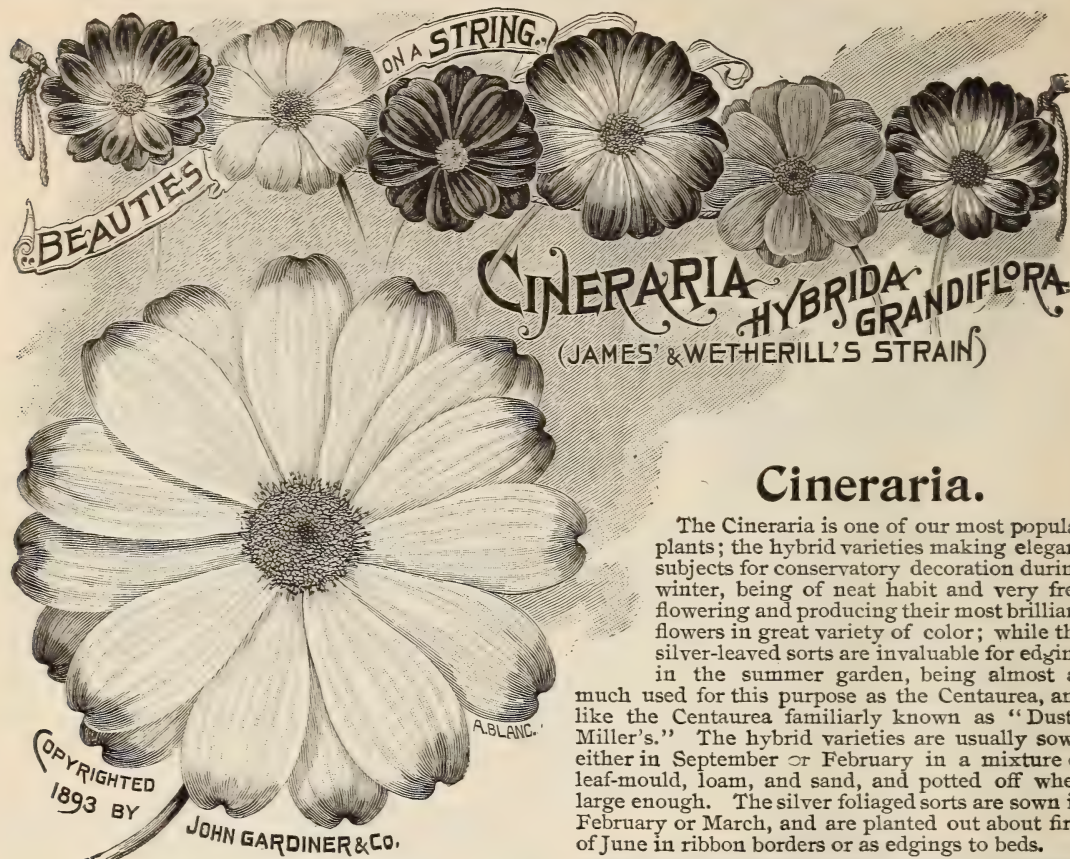 BEAUTIES
ON A STRING.
CINERARIA HYBRIDA
GRANDIFLORA
(JAMES' & WETHERILL'S STRAIN)
Cineraria.
The Cineraria is one of our most popula
plants; the hybrid varieties making elegan
subjects for conservatory decoration durin
winter, being of neat habit and very fre
flowering and producing their most brillian
flowers in great variety of color; while th
silver-leaved sorts are invaluable for edgin
in the summer garden, being almost a
much used for this purpose as the Centaurea, an
like the Centaurea familiarly known as "Dust
Miller's." The hybrid varieties are usually sow
either in September or February in a mixture o
leaf-mould, loam, and sand, and potted off whe
large enough. The silver foliaged sorts are sown i
February or March, and are planted out about fir
of June in ribbon borders or as edgings to beds.
A. BLANC.
COPYRIGHTED
1893 BY
JOHN GARDINER & CO.